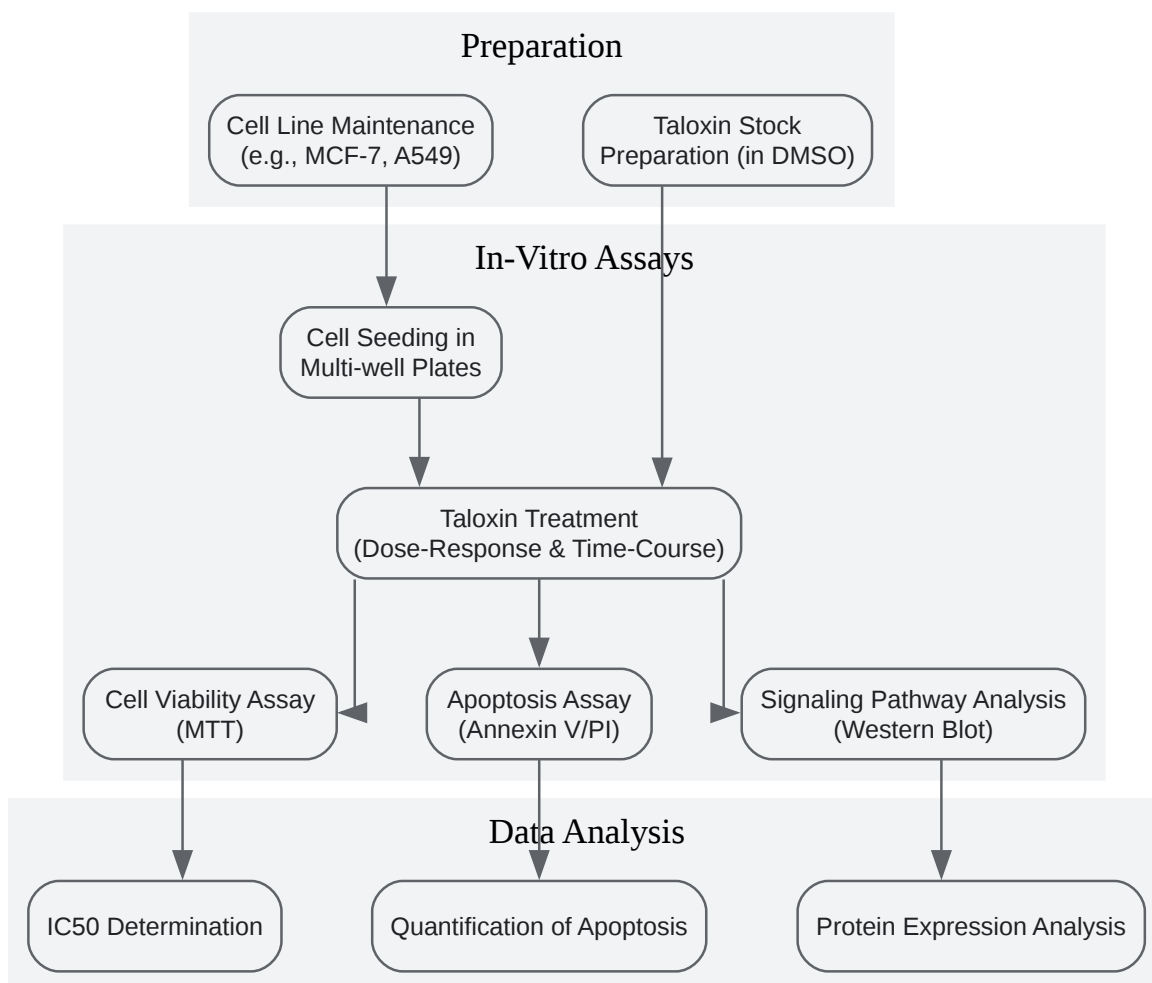 Preparation
Cell Line Maintenance
(e.g., MCF-7, A549)
Taloxin Stock
Preparation (in DMSO)
In-Vitro Assays
Cell Seeding in
Multi-well Plates
Taloxin Treatment
(Dose-Response & Time-Course)
Cell Viability Assay
(MTT)
Apoptosis Assay
(Annexin V/PI)
Signaling Pathway Analysis
(Western Blot)
Data Analysis
IC50 Determination
Quantification of Apoptosis
Protein Expression Analysis